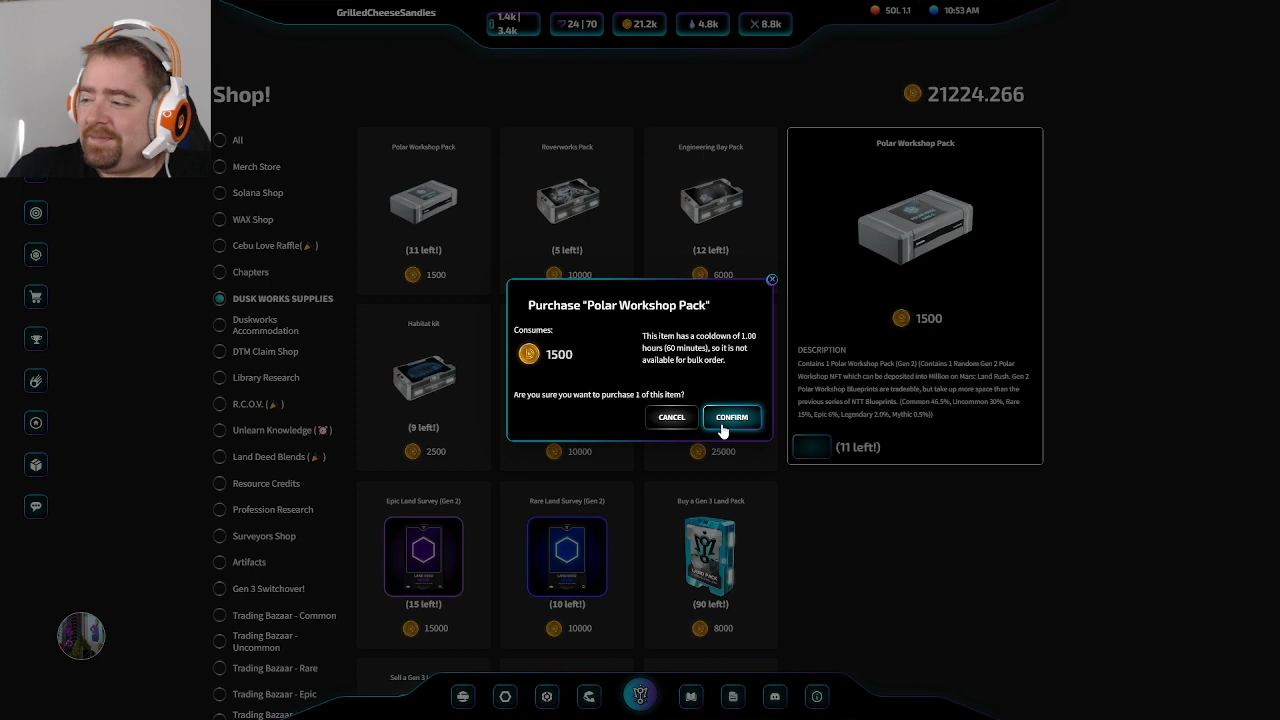 GrilledCheeseSandies
1.4k |
3.4k
24 | 70
21.2k
4.8k
8.8k
SOL 1.1
10:53 AM
Shop!
21224.266
All
Merch Store
Solana Shop
WAX Shop
Cebu Love Raffle( )
Chapters
DUSK WORKS SUPPLIES
Duskworks
Accommodation
DTM Claim Shop
Library Research
R.C.O.V. ( )
Unlearn Knowledge ( )
Land Deed Blends ( )
Resource Credits
Profession Research
Surveyors Shop
Artifacts
Gen 3 Switchover!
Trading Bazaar - Common
Trading Bazaar -
Uncommon
Trading Bazaar - Rare
Trading Bazaar - Epic
Trading Bazaar -
Polar Workshop Pack
(11 left!)
1500
Roverworks Pack
(5 left!)
10000
Engineering Bay Pack
(12 left!)
6000
Habitat kit
(9 left!)
2500
10000
25000
Epic Land Survey (Gen 2)
(15 left!)
15000
Rare Land Survey (Gen 2)
(10 left!)
10000
Buy a Gen 3 Land Pack
LAND PACK
(90 left!)
8000
Sell a Gen 3
Purchase "Polar Workshop Pack"
Consumes:
1500
This item has a cooldown of 1.00
hours (60 minutes), so it is not
available for bulk order.
Are you sure you want to purchase 1 of this item?
CANCEL
CONFIRM
Polar Workshop Pack
1500
DESCRIPTION
Contains 1 Polar Workshop Pack (Gen 2) (Contains 1 Random Gen 2 Polar
Workshop NFT which can be deposited into Million on Mars: Land Rush. Gen 2
Polar Workshop Blueprints are tradeable, but take up more space than the
previous series of NTT Blueprints. (Common 46.5%, Uncommon 30%, Rare
15%, Epic 6%, Legendary 2.0%, Mythic 0.5%))
(11 left!)